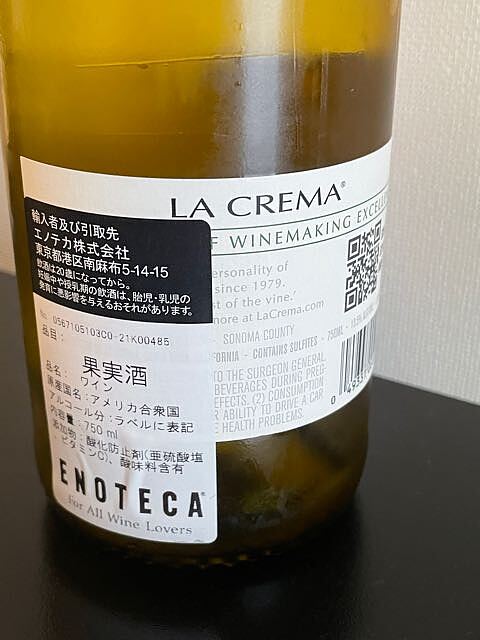 LA CREMA®
F WINEMAKING EXCELLE
ersonality of
since 1979.
st of the vine.'
more at LaCrema.com
- SONOMA COUNTY
FORNIA - CONTAINS SULFITES - 750ML
TO THE SURGEON GENERAL
BEVERAGES DURING PREG-
EFECTS. (2) CONSUMPTION
R ABILITY TO DRIVE A CAR
E HEALTH PROBLEMS.
輸入者及び引取先
エノテカ株式会社
東京都港区南麻布5-14-15
飲酒は20歳になってから。
妊娠中や授乳期の飲酒は、胎児・乳児の
発育に悪影響を与えるおそれがあります。
No. 0567105103C0-21K00485
品目:
品名: 果実酒
ワイン
原産国名:アメリカ合衆国
アルコール分:ラベルに表記
内容量:750 ml
添加物:酸化防止剤(亜硫酸塩
・ビタミンC)、酸味料含有
ENOTECA®
For All Wine Lovers